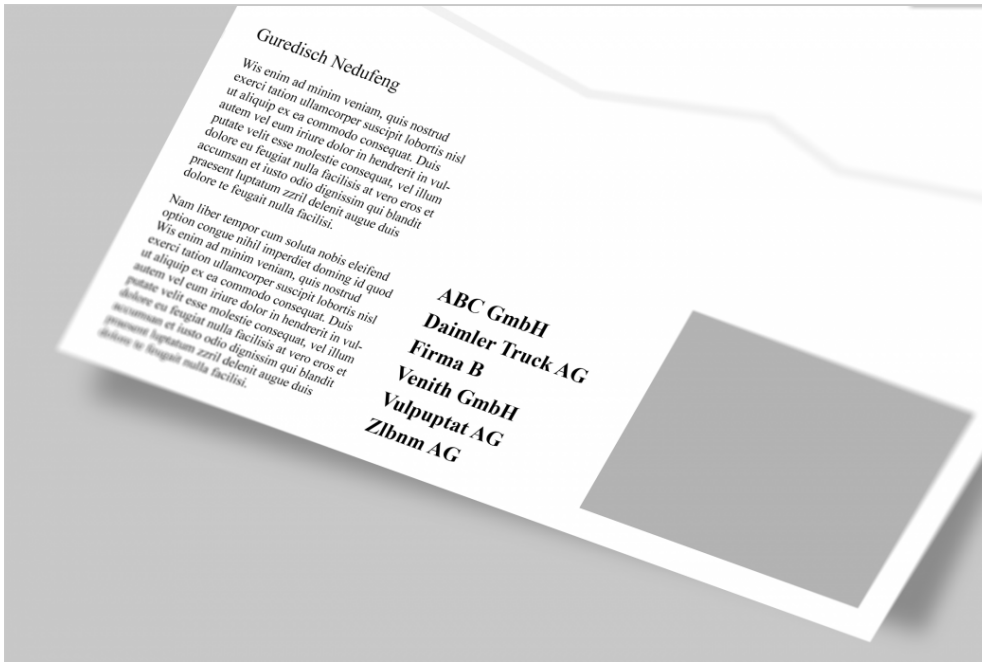 Guredisch Nedufeng
Wis enim ad minim veniam, quis nostrud
exerci tation ullamcorper suscipit lobortis nisl
ut aliquip ex ea commodo consequat. Duis
autem vel eum iriure dolor in hendrerit in vul-
putate velit esse molestie consequat, vel illum
dolore eu feugiat nulla facilisis at vero eros et
accumsan et iusto odio dignissim qui blandit
praesent luptatum zzril delenit augue duis
dolore te feugait nulla facilisi.
Nam liber tempor cum soluta nobis eleifend
option congue nihil imperdiet doming id quod
Wis enim ad minim veniam, quis nostrud
exerci tation ullamcorper suscipit lobortis nisl
ut aliquip ex ea commodo consequat. Duis
autem vel eum iriure dolor in hendrerit in vul-
putate velit esse molestie consequat, vel illum
dolore eu feugiat nulla facilisis at vero eros et
accumsan et iusto odio dignissim qui blandit
praesent luptatum zzril delenit augue duis
dolore te feugait nulla facilisi.
ABC GmbH
Daimler Truck AG
Firma B
Venith GmbH
Vulpuptat AG
Zlbnm AG